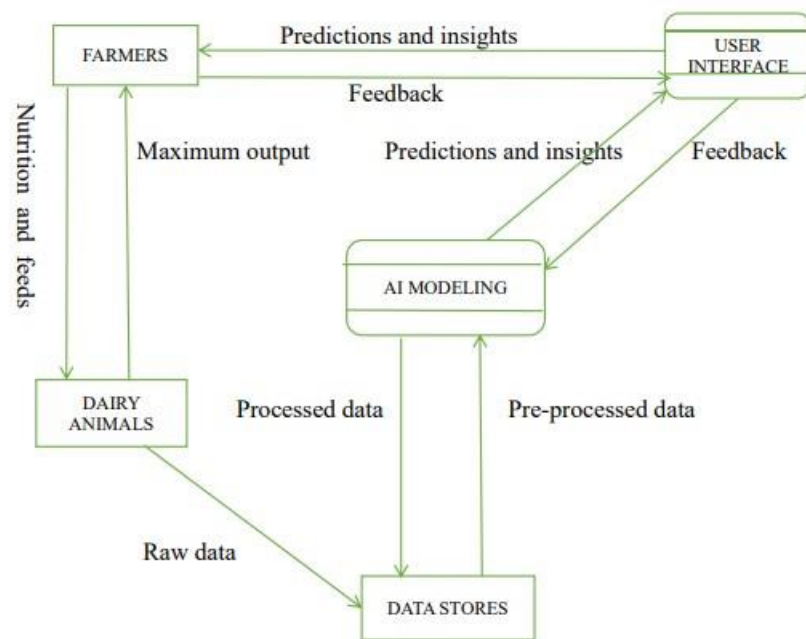 Predictions and insights
FARMERS
USER
INTERFACE
Feedback
Nutrition and feeds
Maximum output
Predictions and insights
Feedback
AI MODELING
DAIRY
ANIMALS
Processed data
Pre-processed data
Raw data
DATA STORES